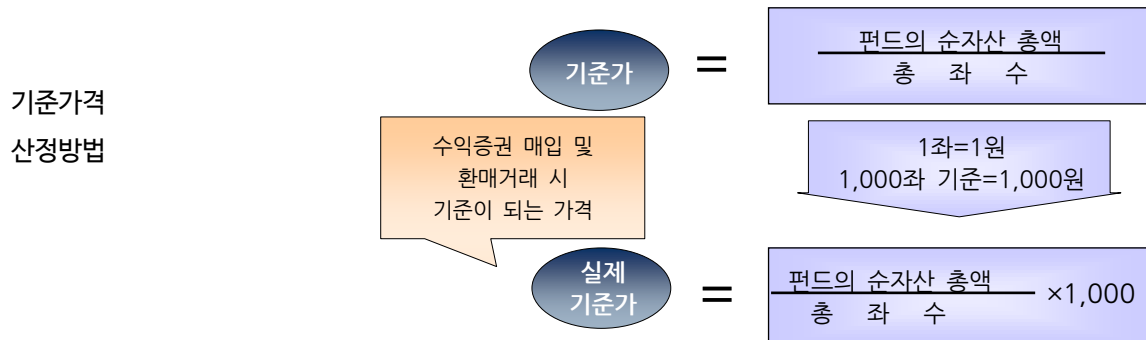 기준가격
산정방법
기준가
=
펀드의 순자산 총액
총 좌 수
수익증권 매입 및
환매거래 시
기준이 되는 가격
1좌=1원
1,000좌 기준=1,000원
실제
기준가
=
펀드의 순자산 총액
총 좌 수
×1,000